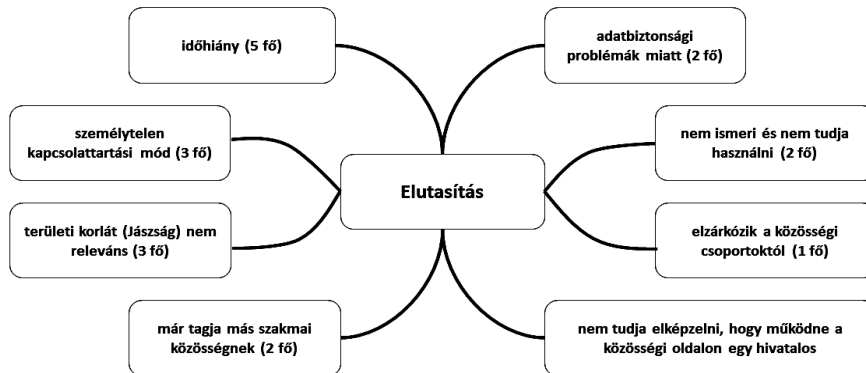 időhiány (5 fő)
adatbiztonsági
problémák miatt (2 fő)
személytelen
kapcsolattartási mód (3 fő)
nem ismeri és nem tudja
használni (2 fő)
Elutasítás
területi korlát (Jászság) nem
releváns (3 fő)
elzárkózik a közösségi
csoportoktól (1 fő)
már tagja más szakmai
közösségnek (2 fő)
nem tudja elképzelni, hogy működne a
közösségi oldalon egy hivatalos